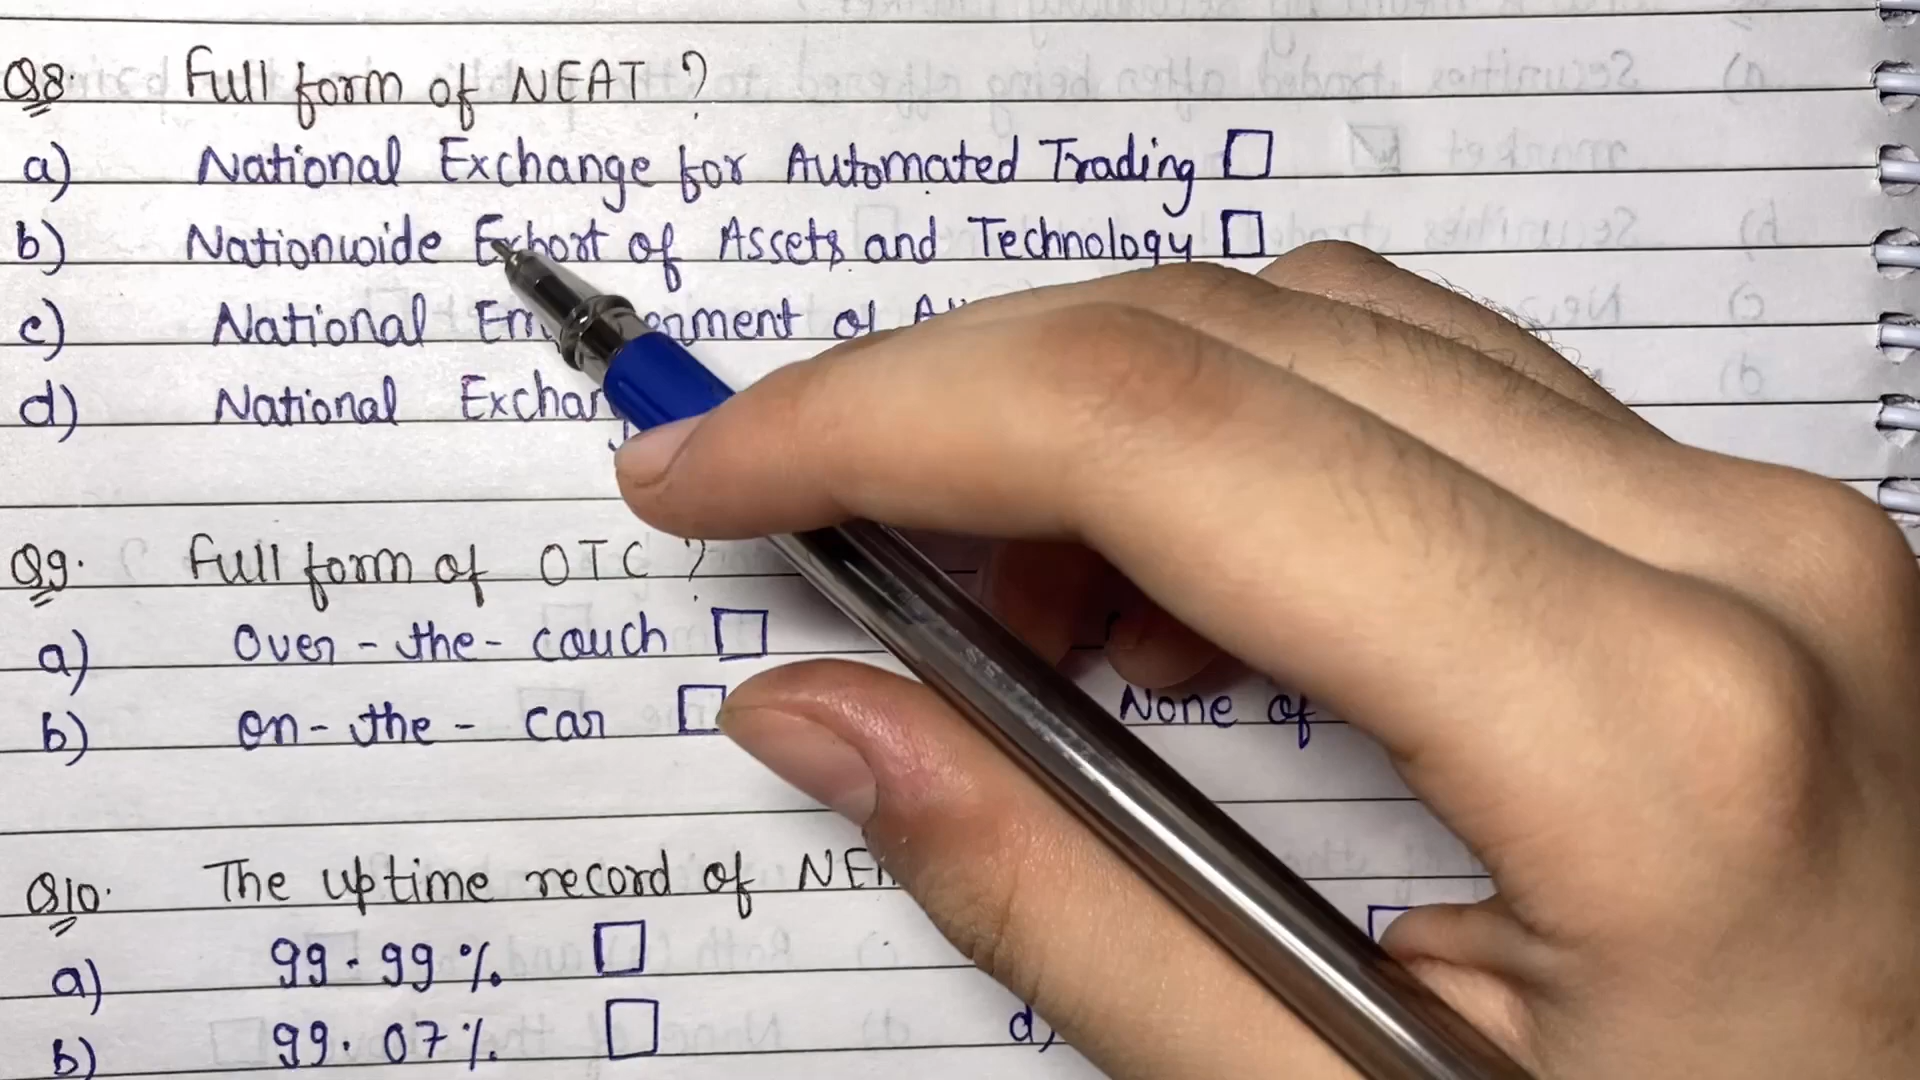 Q8. Full form of NEAT ?
a) National Exchange for Automated Trading
b) Nationwide Export of Assets and Technology
c) National of
d) National
Q9. Full form of OTC ?
a) Over-the-couch
b) on-the-car
None of
Q10. The uptime record of
a) 99.99%
b) 99.07%
d)